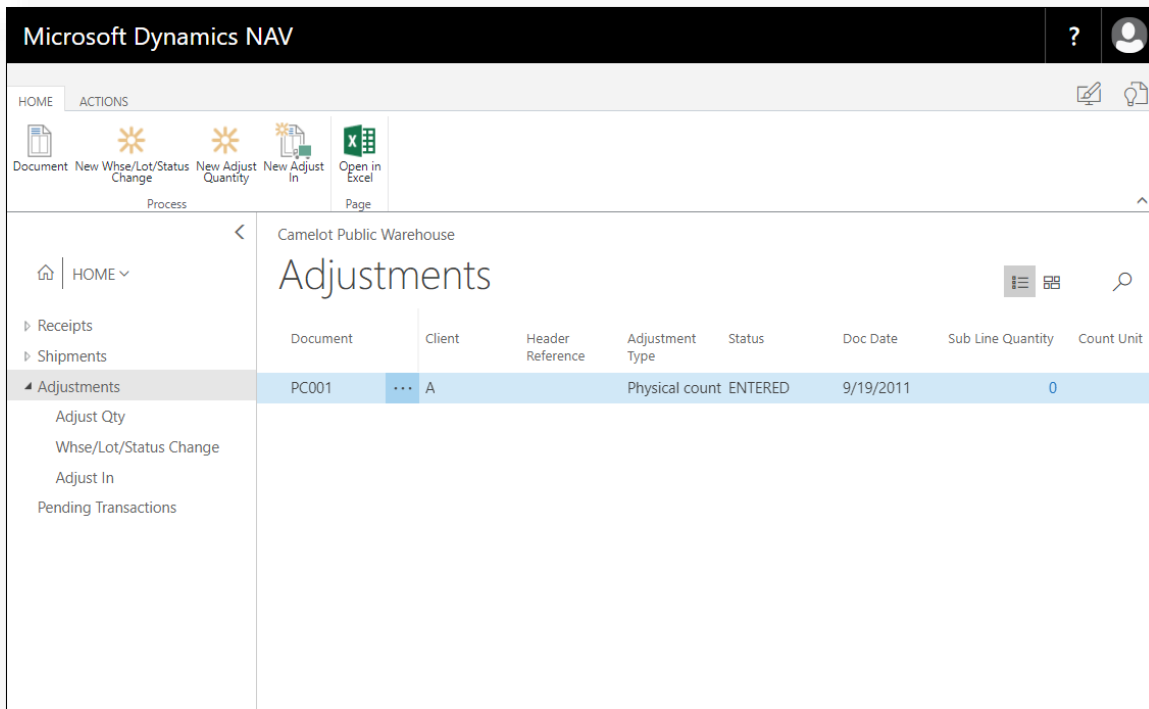 Microsoft Dynamics NAV
?
HOME ACTIONS
Document New Whse/Lot/Status New Adjust New Adjust Open in
Change Quantity In Excel
Process Page
Camelot Public Warehouse
HOME
Adjustments
Receipts
Shipments
Adjustments
Adjust Qty
Whse/Lot/Status Change
Adjust In
Pending Transactions
Document Client Header Adjustment Status Doc Date Sub Line Quantity Count Unit
Reference Type
PC001 ... A Physical count ENTERED 9/19/2011 0